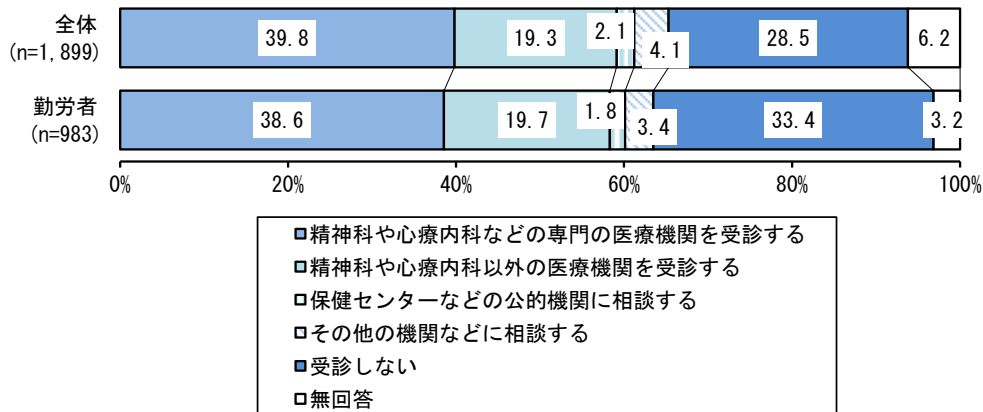 全体
(n=1,899)
39.8 19.3 2.1 4.1 28.5 6.2
勤労者
(n=983)
38.6 19.7 1.8 3.4 33.4 3.2
0% 20% 40% 60% 80% 100%
精神科や心療内科などの専門の医療機関を受診する
精神科や心療内科以外の医療機関を受診する
保健センターなどの公的機関に相談する
その他の機関などに相談する
受診しない
無回答